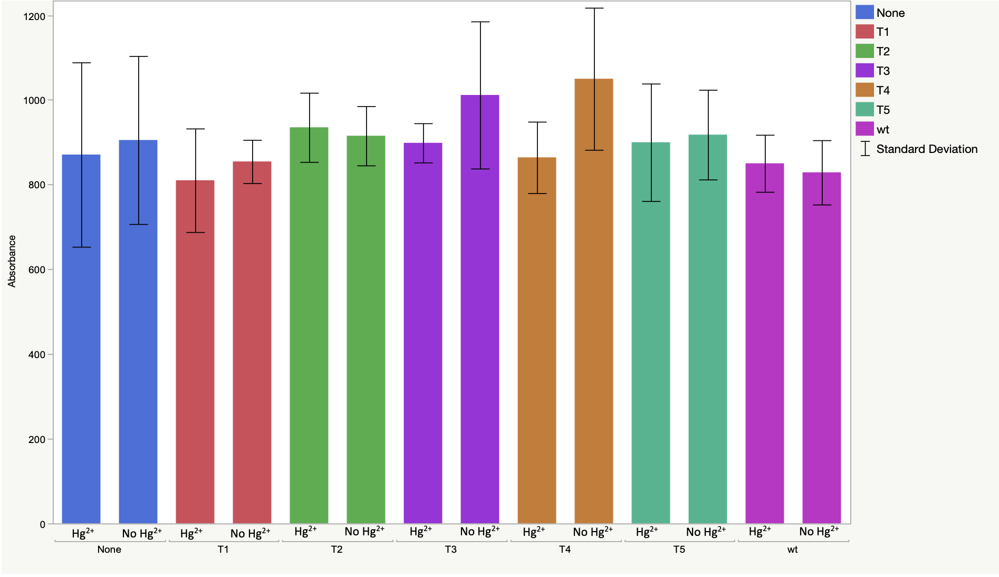 1200
1000
800
600
400
200
0
Absorbance
Hg²⁺ No Hg²⁺ Hg²⁺ No Hg²⁺ Hg²⁺ No Hg²⁺ Hg²⁺ No Hg²⁺ Hg²⁺ No Hg²⁺ Hg²⁺ No Hg²⁺ Hg²⁺ No Hg²⁺
None T1 T2 T3 T4 T5 wt
None
T1
T2
T3
T4
T5
wt
Standard Deviation